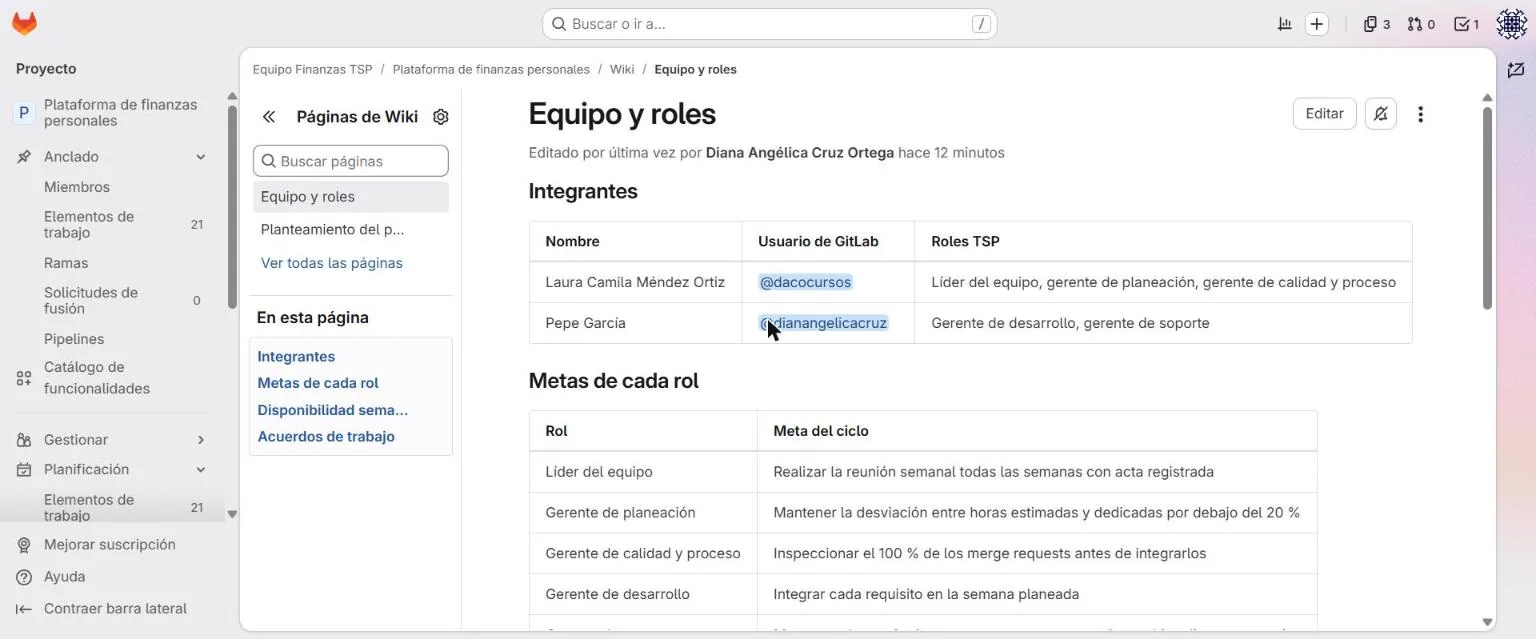 Buscar o ir a...
/
3
0
1
Proyecto
P
Plataforma de finanzas
personales
Anclado
Miembros
Elementos de
trabajo
21
Ramas
Solicitudes de
fusión
0
Pipelines
Catálogo de
funcionalidades
Gestionar
Planificación
Elementos de
trabajo
21
Mejorar suscripción
Ayuda
Contraer barra lateral
Equipo Finanzas TSP / Plataforma de finanzas personales / Wiki / Equipo y roles
Páginas de Wiki
Buscar páginas
Equipo y roles
Planteamiento del p...
Ver todas las páginas
En esta página
Integrantes
Metas de cada rol
Disponibilidad sema...
Acuerdos de trabajo
Equipo y roles
Editar
Editado por última vez por Diana Angélica Cruz Ortega hace 12 minutos
Integrantes
Nombre Usuario de GitLab Roles TSP
Laura Camila Méndez Ortiz @dacocursos Líder del equipo, gerente de planeación, gerente de calidad y proceso
Pepe García @dianangelicacruz Gerente de desarrollo, gerente de soporte
Metas de cada rol
Rol Meta del ciclo
Líder del equipo Realizar la reunión semanal todas las semanas con acta registrada
Gerente de planeación Mantener la desviación entre horas estimadas y dedicadas por debajo del 20 %
Gerente de calidad y proceso Inspeccionar el 100 % de los merge requests antes de integrarlos
Gerente de desarrollo Integrar cada requisito en la semana planeada